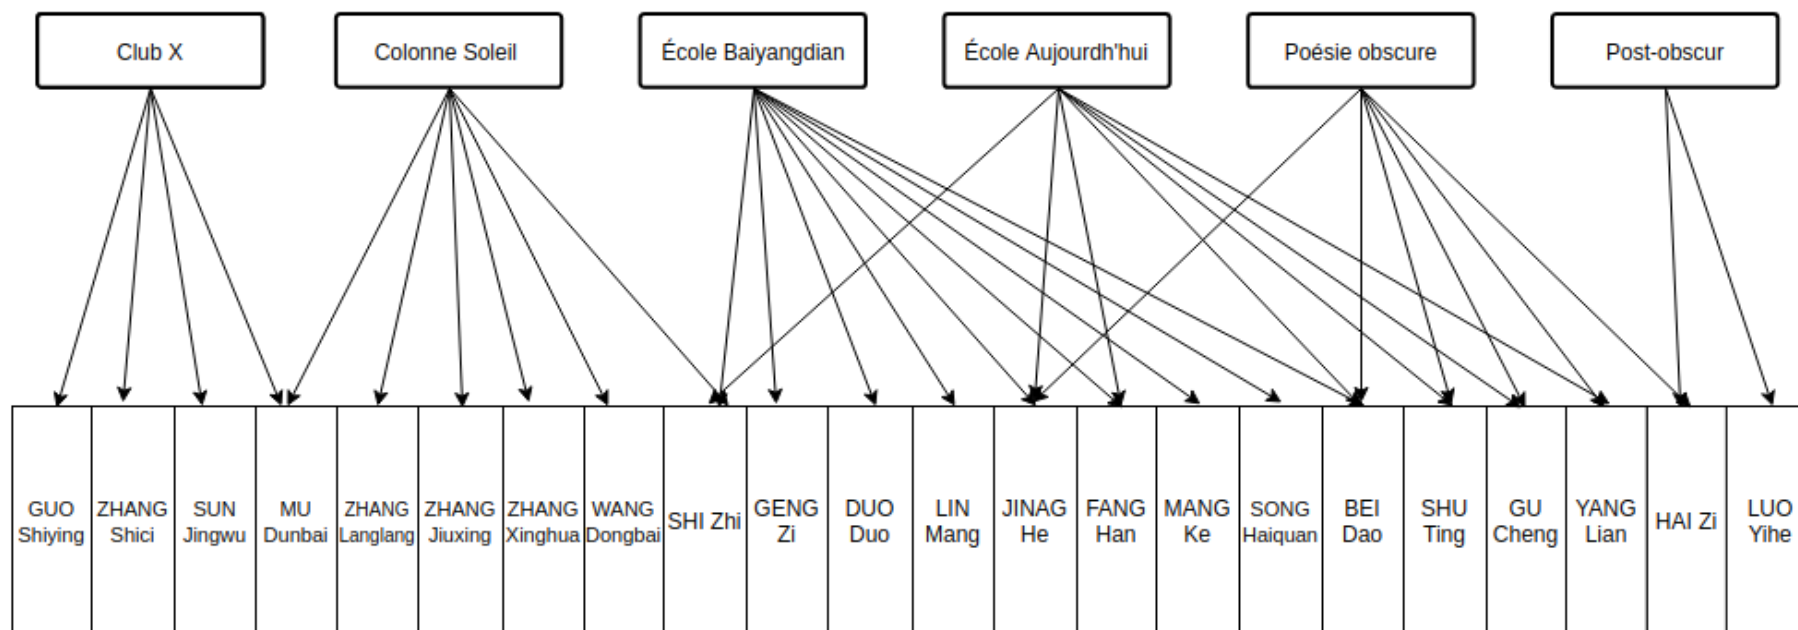 Club X
Colonne Soleil
École Baiyangdian
École Aujourdh'hui
Poésie obscure
Post-obscur
GUO
Shiying
ZHANG
Shici
SUN
Jingwu
MU
Dunbai
ZHANG
Langlang
ZHANG
Jiuxing
ZHANG
Xinghua
WANG
Dongbai
SHI Zhi
GENG
Zi
DUO
Duo
LIN
Mang
JINAG
He
FANG
Han
MANG
Ke
SONG
Haiquan
BEI
Dao
SHU
Ting
GU
Cheng
YANG
Lian
HAI Zi
LUO
Yihe